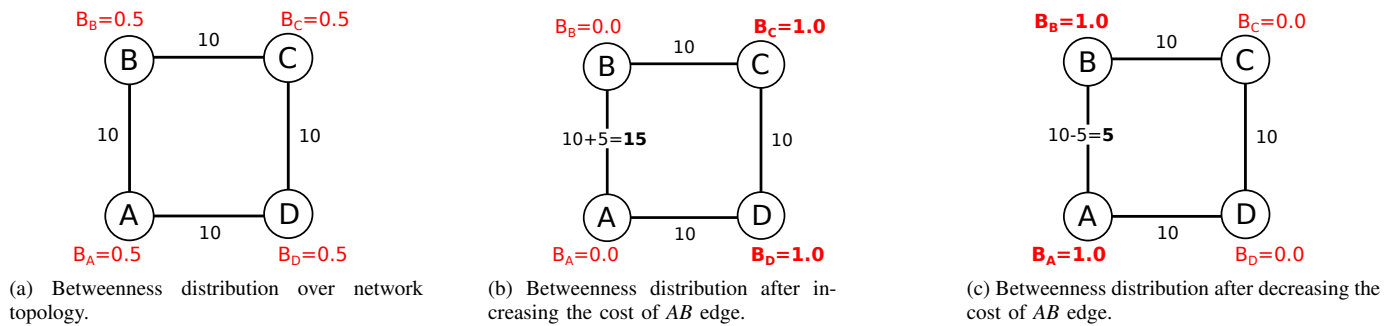 B_B=0.5 B_C=0.5
10
B C
10 10
A D
10
B_A=0.5 B_D=0.5
(a) Betweenness distribution over network
topology.
B_B=0.0 B_C=1.0
10
B C
10+5=15 10
A D
10
B_A=0.0 B_D=1.0
(b) Betweenness distribution after in-
creasing the cost of AB edge.
B_B=1.0 B_C=0.0
10
B C
10-5=5 10
A D
10
B_A=1.0 B_D=0.0
(c) Betweenness distribution after decreasing the
cost of AB edge.